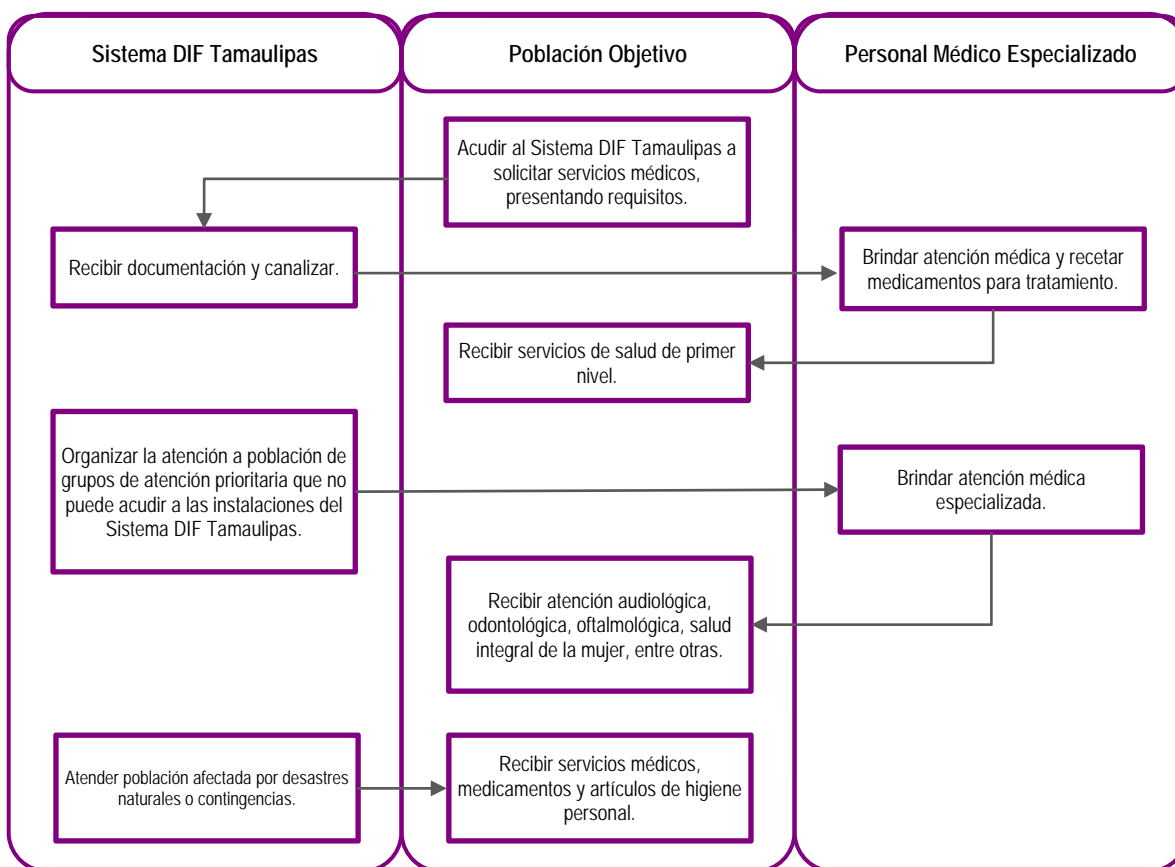 Sistema DIF Tamaulipas
Población Objetivo
Personal Médico Especializado
Acudir al Sistema DIF Tamaulipas a
solicitar servicios médicos,
presentando requisitos.
Recibir documentación y canalizar.
Brindar atención médica y recetar
medicamentos para tratamiento.
Recibir servicios de salud de primer
nivel.
Organizar la atención a población de
grupos de atención prioritaria que no
puede acudir a las instalaciones del
Sistema DIF Tamaulipas.
Brindar atención médica
especializada.
Recibir atención audiológica,
odontológica, oftalmológica, salud
integral de la mujer, entre otras.
Atender población afectada por desastres
naturales o contingencias.
Recibir servicios médicos,
medicamentos y artículos de higiene
personal.